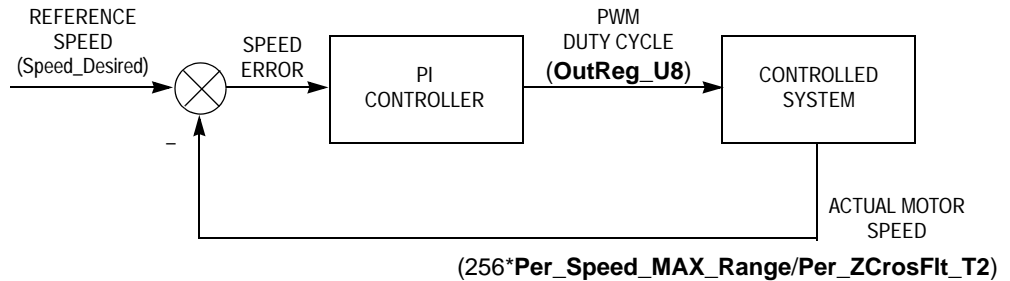 REFERENCE
SPEED
(Speed_Desired)
SPEED
ERROR
PI
CONTROLLER
PWM
DUTY CYCLE
(OutReg_U8)
CONTROLLED
SYSTEM
–
ACTUAL MOTOR
SPEED
(256*Per_Speed_MAX_Range/Per_ZCrosFlt_T2)